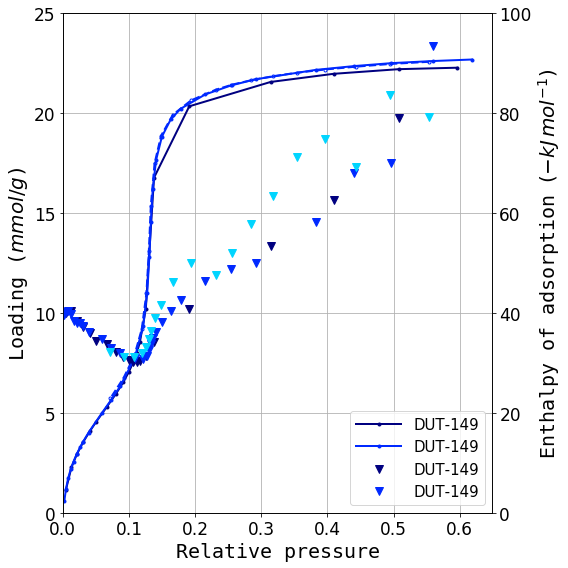 25
20
15
10
5
0
Loading (mmol/g)
100
80
60
40
20
0
Enthalpy of adsorption (−kJmol⁻¹)
DUT-149
DUT-149
DUT-149
DUT-149
0.0 0.1 0.2 0.3 0.4 0.5 0.6
Relative pressure